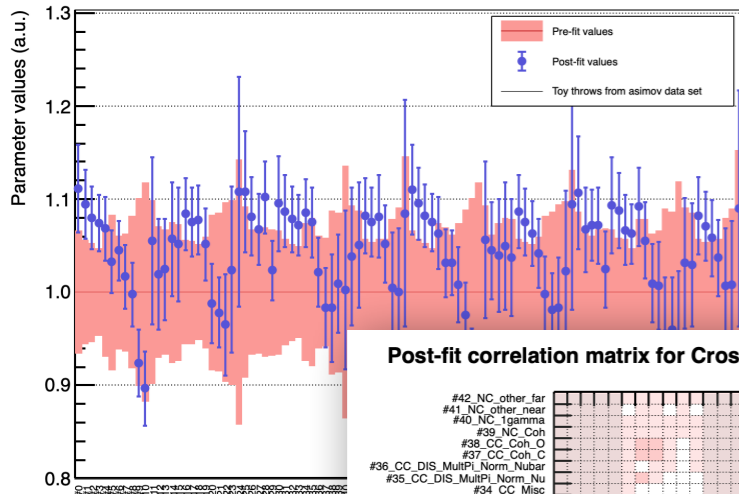 1.3
1.2
1.1
1.0
0.9
0.8
Parameter values (a.u.)
Pre-fit values
Post-fit values
Toy throws from asimov data set
Post-fit correlation matrix for Cros
#42_NC_other_far
#41_NC_other_near
#40_NC_1gamma
#39_NC_Coh
#38_CC_Coh_O
#37_CC_Coh_C
#36_CC_DIS_MultPi_Norm_Nubar
#35_CC_DIS_MultPi_Norm_Nu
#34_CC_Misc